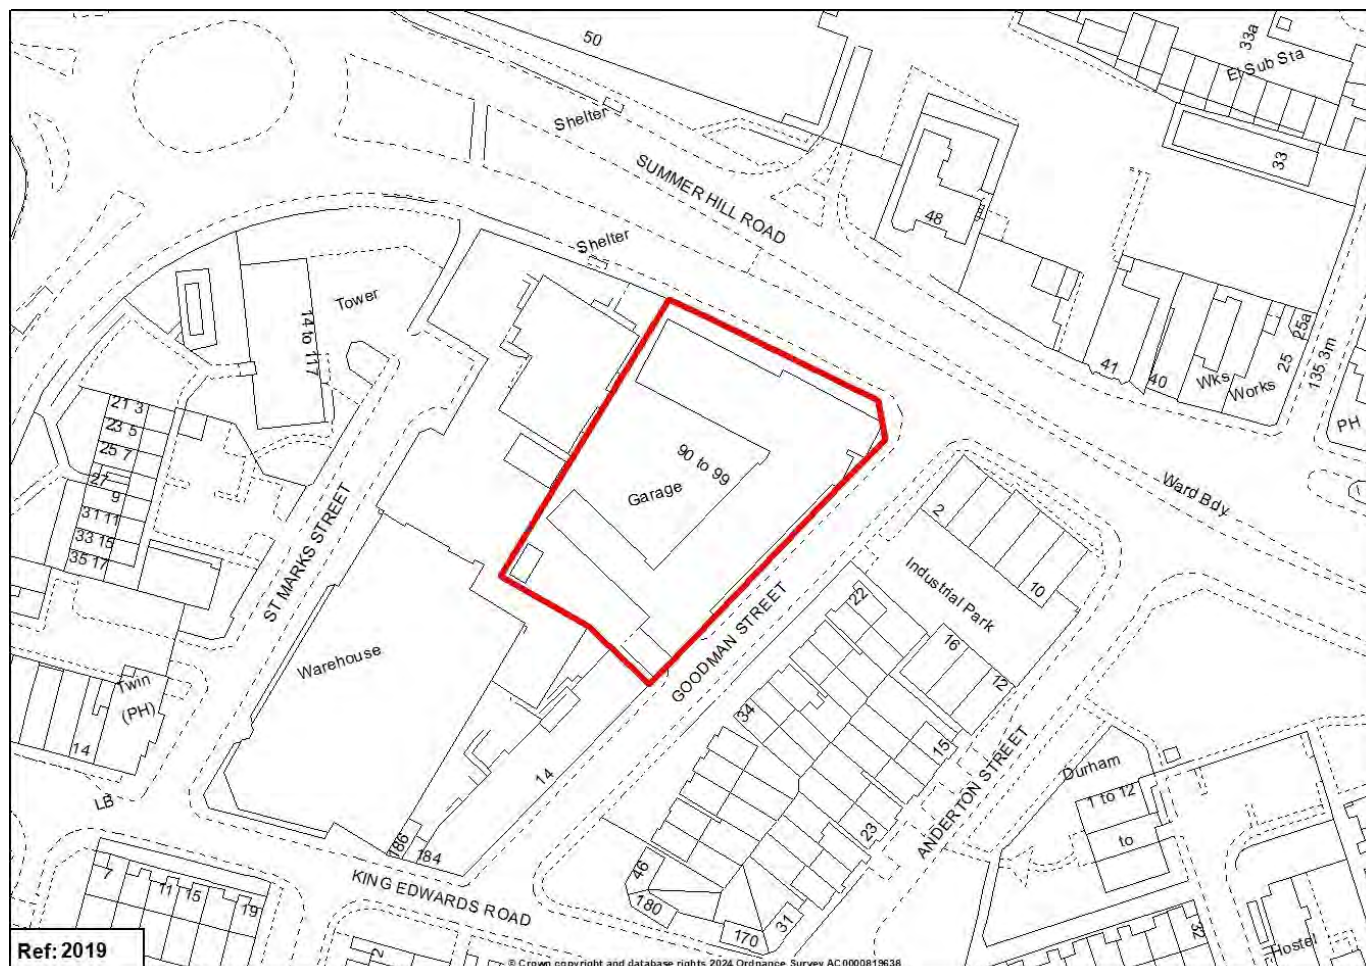 50
33a
El Sub Sta
Shelter
33
SUMMER HILL ROAD
48
Shelter
Tower
14 to 117
25a
135.3m
25
41
40
Wks
Works
PH
21 3
23 5
25 7
27
9
31 11
33 15
35 17
90 to 99
Garage
Ward Bdy
2
10
Industrial Park
ST MARKS STREET
22
16
12
GOODMAN STREET
Warehouse
Twin
(PH)
14
34
15
ANDERTON STREET
Durham
1 to 12
to
LB
14
23
186
184
46
180
170
31
KING EDWARDS ROAD
7
11
15
19
2
32
Hostel
Ref: 2019
© Crown copyright and database rights 2024 Ordnance Survey AC0000819638